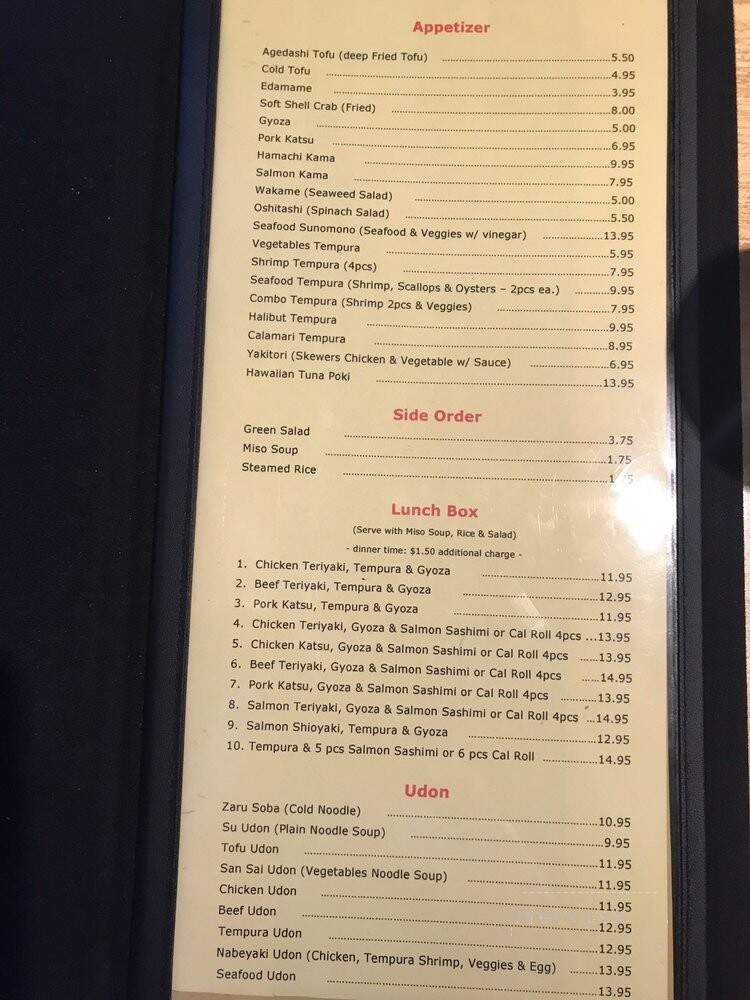 Appetizer
Agedashi Tofu (deep Fried Tofu) 5.50
Cold Tofu 4.95
Edamame 3.95
Soft Shell Crab (Fried) 8.00
Gyoza 5.00
Pork Katsu 6.95
Hamachi Kama 9.95
Salmon Kama 7.95
Wakame (Seaweed Salad) 5.00
Oshitashi (Spinach Salad) 5.50
Seafood Sunomono (Seafood & Veggies w/ vinegar) 13.95
Vegetables Tempura 5.95
Shrimp Tempura (4pcs) 7.95
Seafood Tempura (Shrimp, Scallops & Oysters – 2pcs ea.) 9.95
Combo Tempura (Shrimp 2pcs & Veggies) 7.95
Halibut Tempura 9.95
Calamari Tempura 8.95
Yakitori (Skewers Chicken & Vegetable w/ Sauce) 6.95
Hawaiian Tuna Poki 13.95
Side Order
Green Salad 3.75
Miso Soup 1.75
Steamed Rice
Lunch Box
(Serve with Miso Soup, Rice & Salad)
- dinner time: $1.50 additional charge -
1. Chicken Teriyaki, Tempura & Gyoza 11.95
2. Beef Teriyaki, Tempura & Gyoza 12.95
3. Pork Katsu, Tempura & Gyoza 11.95
4. Chicken Teriyaki, Gyoza & Salmon Sashimi or Cal Roll 4pcs ...13.95
5. Chicken Katsu, Gyoza & Salmon Sashimi or Cal Roll 4pcs 13.95
6. Beef Teriyaki, Gyoza & Salmon Sashimi or Cal Roll 4pcs 14.95
7. Pork Katsu, Gyoza & Salmon Sashimi or Cal Roll 4pcs 13.95
8. Salmon Teriyaki, Gyoza & Salmon Sashimi or Cal Roll 4pcs ...14.95
9. Salmon Shioyaki, Tempura & Gyoza 12.95
10. Tempura & 5 pcs Salmon Sashimi or 6 pcs Cal Roll 14.95
Udon
Zaru Soba (Cold Noodle) 10.95
Su Udon (Plain Noodle Soup) 9.95
Tofu Udon 11.95
San Sai Udon (Vegetables Noodle Soup) 11.95
Chicken Udon 11.95
Beef Udon 12.95
Tempura Udon 12.95
Nabeyaki Udon (Chicken, Tempura Shrimp, Veggies & Egg) 13.95
Seafood Udon 13.95